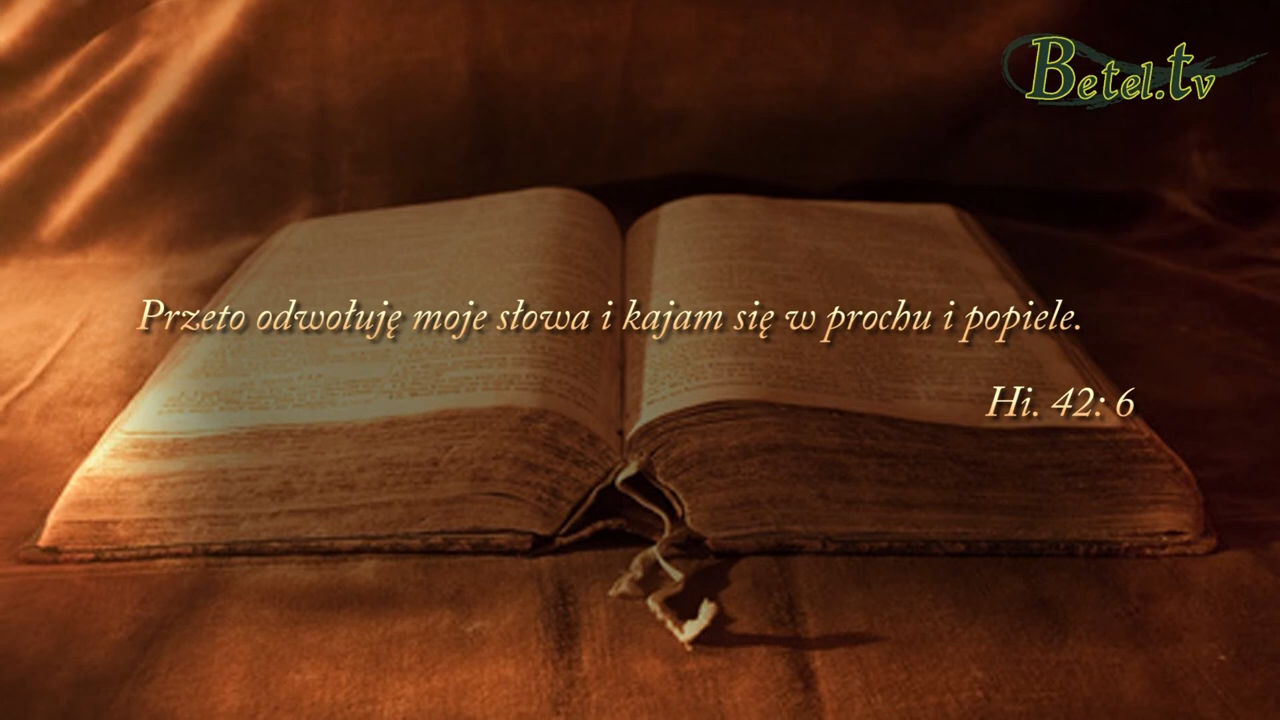 Betel.tv
Przeto odwołuję moje słowa i kajam się w prochu i popiele.
Hi. 42: 6